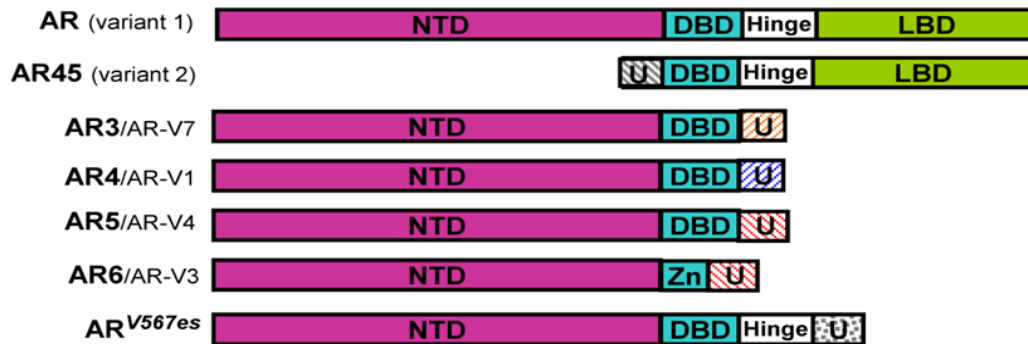 AR (variant 1) NTD DBD Hinge LBD
AR45 (variant 2) U DBD Hinge LBD
AR3/AR-V7 NTD DBD U
AR4/AR-V1 NTD DBD U
AR5/AR-V4 NTD DBD U
AR6/AR-V3 NTD Zn U
ARV567es NTD DBD Hinge U